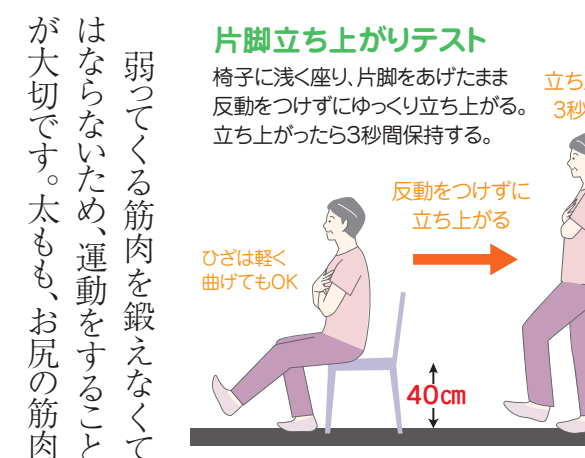 弱ってくる筋肉を鍛えなくて
はならないため、運動をすること
が大切です。太もも、お尻の筋肉
片脚立ち上がりテスト
椅子に浅く座り、片脚をあげたまま
反動をつけずにゆっくり立ち上がる。
立ち上がったら3秒間保持する。
ひざは軽く
曲げてもOK
反動をつけずに
立ち上がる
40cm
立ち
3秒